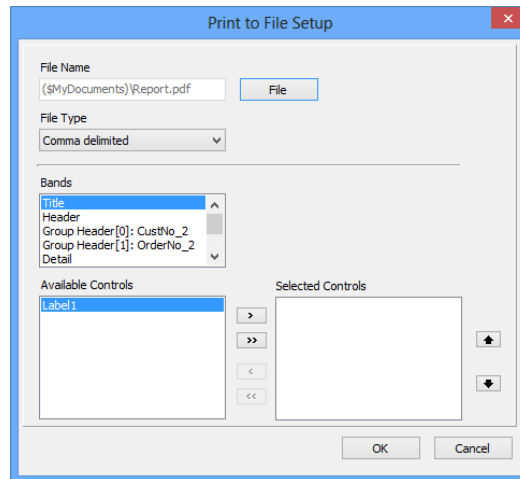 Print to File Setup
×
File Name
($MyDocuments)\Report.pdf
File
File Type
Comma delimited
Bands
Title
Header
Group Header[0]: CustNo_2
Group Header[1]: OrderNo_2
Detail
Available Controls
Selected Controls
Label1
>
>>
<
<<
OK
Cancel